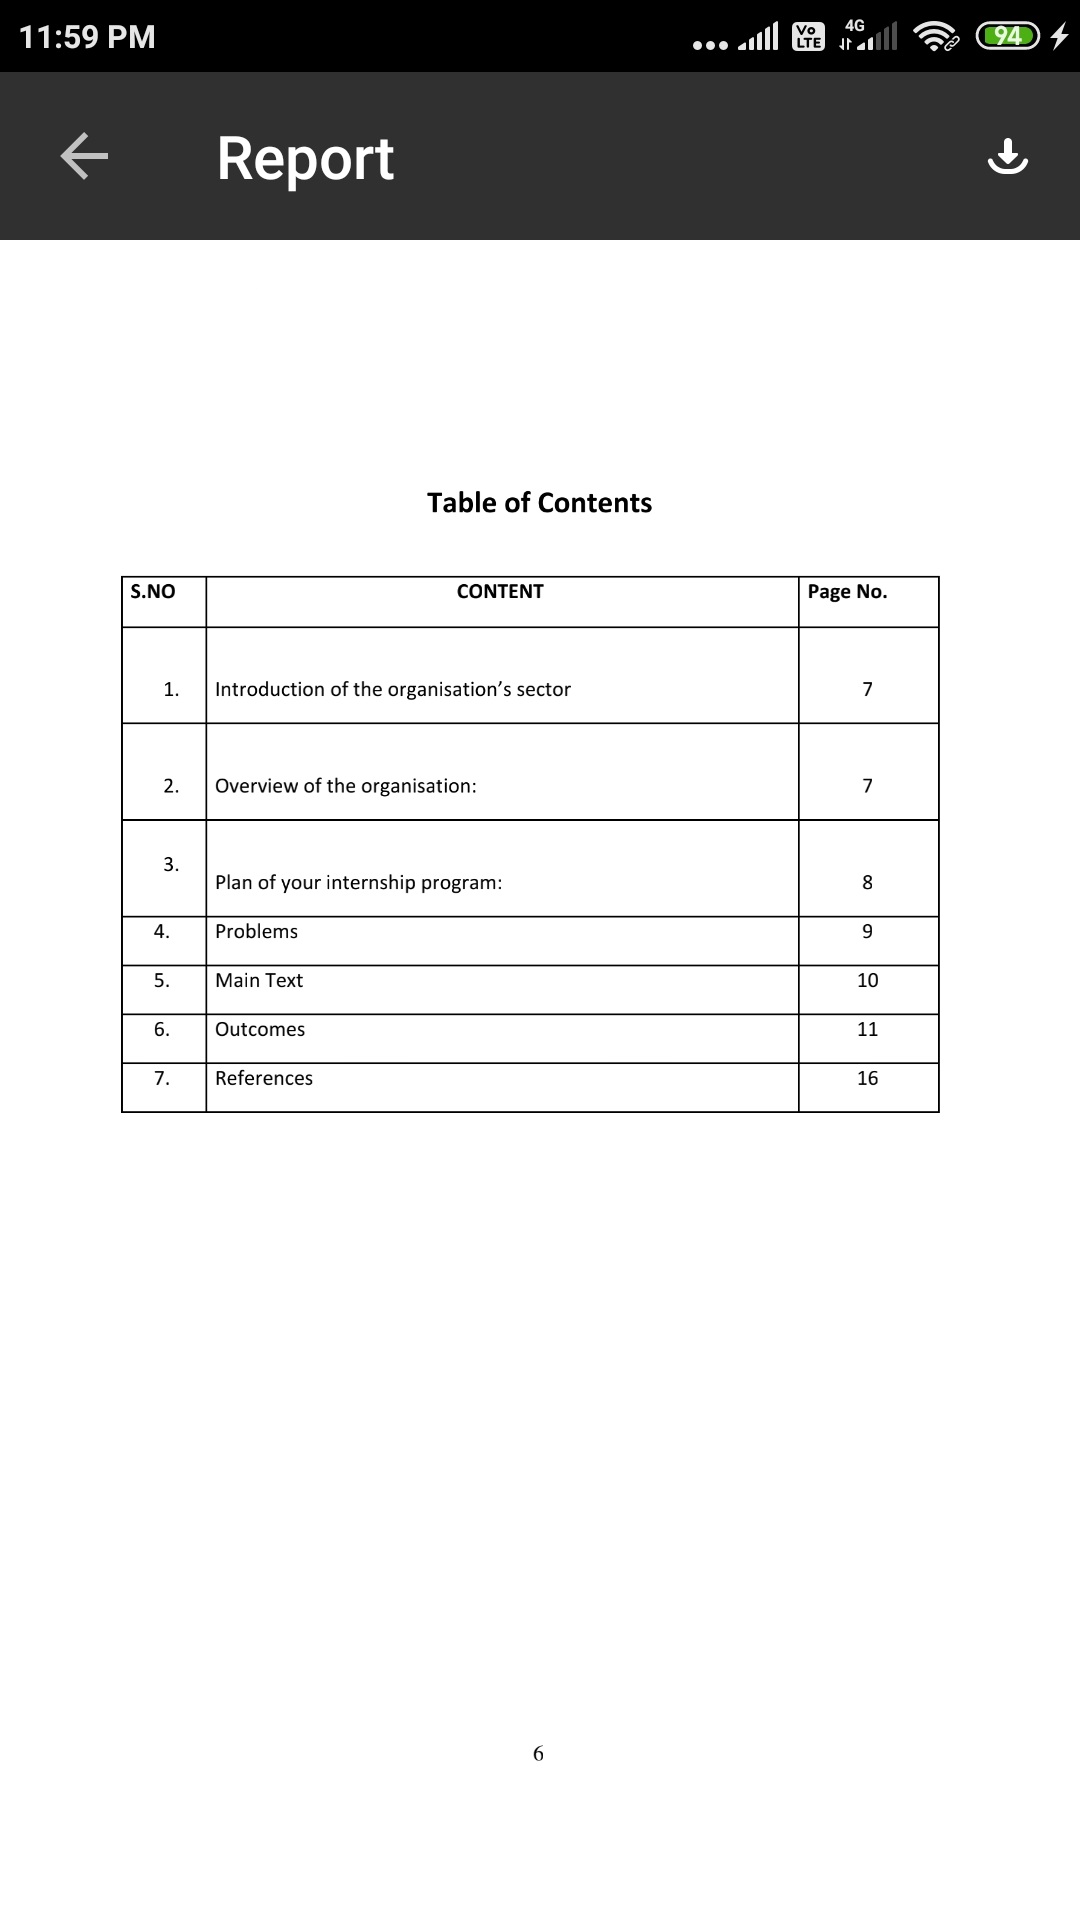 11:59 PM
Vo LTE 4G 94
Report
Table of Contents
S.NO CONTENT Page No.
1. Introduction of the organisation’s sector 7
2. Overview of the organisation: 7
3. Plan of your internship program: 8
4. Problems 9
5. Main Text 10
6. Outcomes 11
7. References 16
6